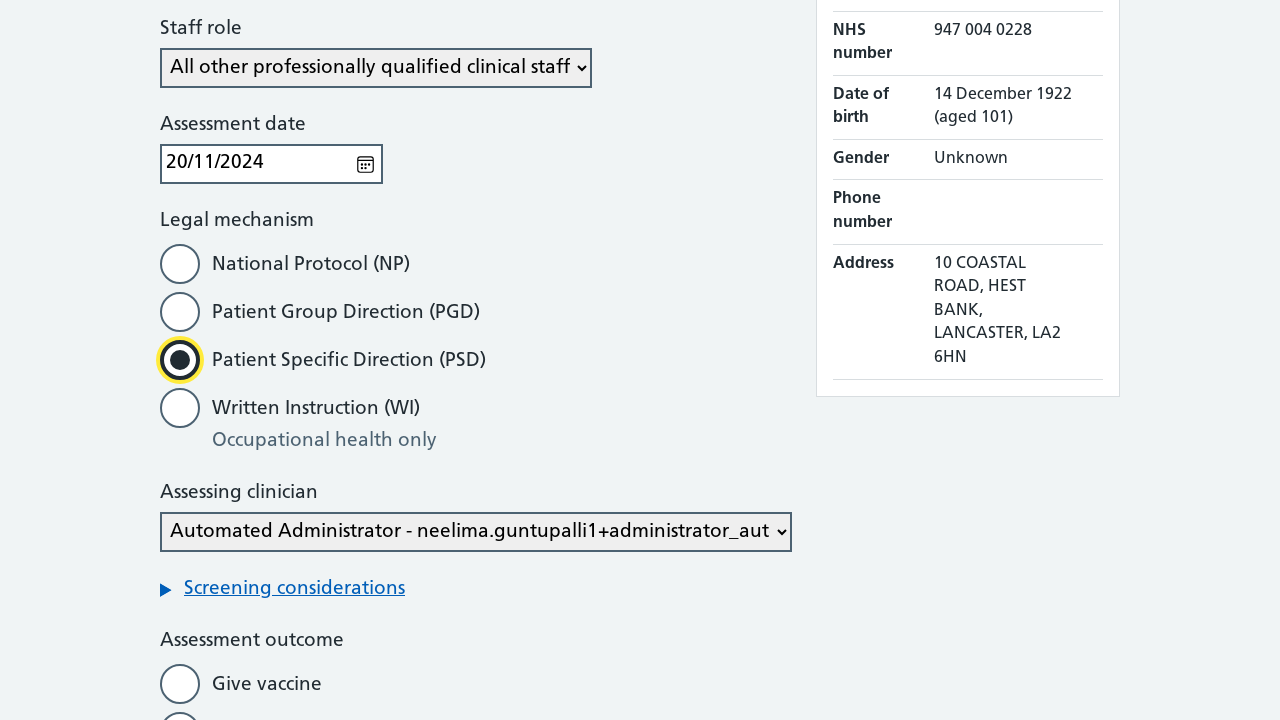 Staff role
All other professionally qualified clinical staff
Assessment date
20/11/2024
Legal mechanism
National Protocol (NP)
Patient Group Direction (PGD)
Patient Specific Direction (PSD)
Written Instruction (WI)
Occupational health only
Assessing clinician
Automated Administrator - neelima.guntupalli1+administrator_aut
Screening considerations
Assessment outcome
Give vaccine
NHS number
947 004 0228
Date of birth
14 December 1922
(aged 101)
Gender
Unknown
Phone number
Address
10 COASTAL
ROAD, HEST
BANK,
LANCASTER, LA2
6HN